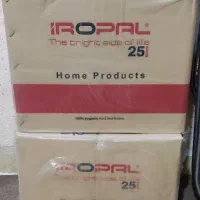 IROPAL
The bright side of life
25
Home Products
IROPAL
25